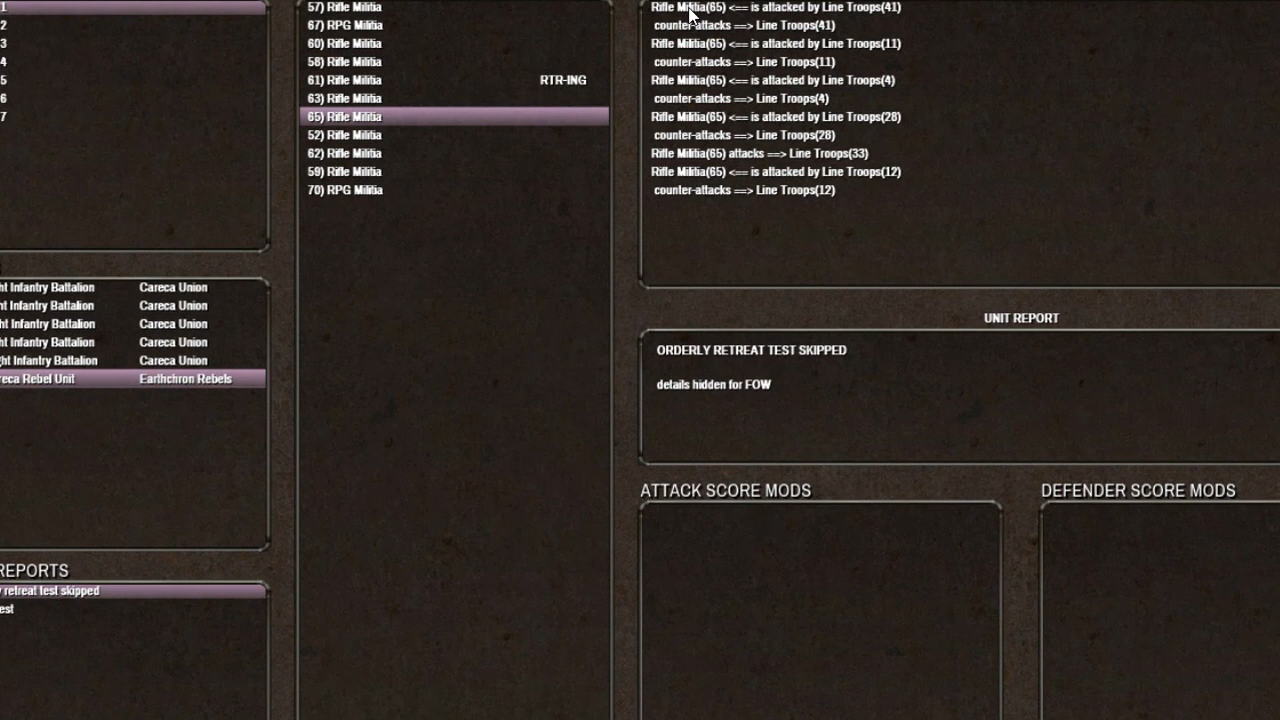 1
2
3
4
5
6
7
ht Infantry Battalion Careca Union
ht Infantry Battalion Careca Union
ht Infantry Battalion Careca Union
ht Infantry Battalion Careca Union
ght Infantry Battalion Careca Union
reca Rebel Unit Earthchron Rebels
REPORTS
y retreat test skipped
est
57) Rifle Militia
67) RPG Militia
60) Rifle Militia
58) Rifle Militia
61) Rifle Militia RTR-ING
63) Rifle Militia
65) Rifle Militia
52) Rifle Militia
62) Rifle Militia
59) Rifle Militia
70) RPG Militia
Rifle Militia(65) <== is attacked by Line Troops(41)
counter-attacks ==> Line Troops(41)
Rifle Militia(65) <== is attacked by Line Troops(11)
counter-attacks ==> Line Troops(11)
Rifle Militia(65) <== is attacked by Line Troops(4)
counter-attacks ==> Line Troops(4)
Rifle Militia(65) <== is attacked by Line Troops(28)
counter-attacks ==> Line Troops(28)
Rifle Militia(65) attacks ==> Line Troops(33)
Rifle Militia(65) <== is attacked by Line Troops(12)
counter-attacks ==> Line Troops(12)
UNIT REPORT
ORDERLY RETREAT TEST SKIPPED
details hidden for FOW
ATTACK SCORE MODS
DEFENDER SCORE MODS